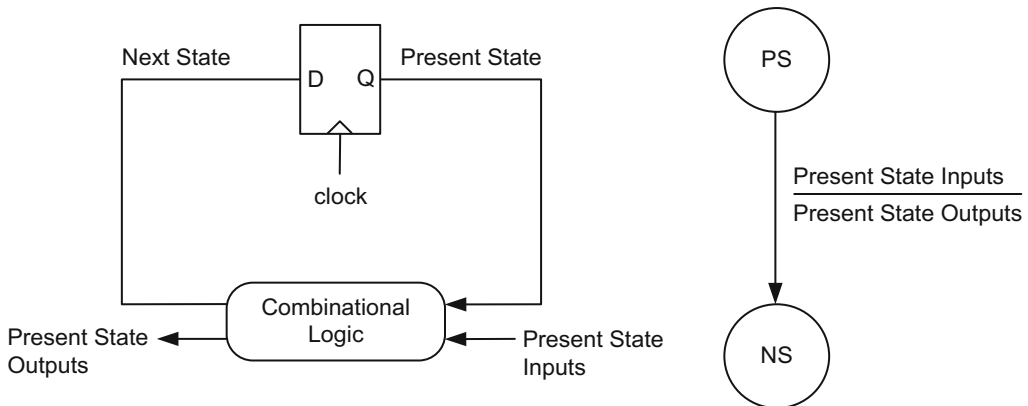 Next State
Present State
D
Q
clock
Combinational
Logic
Present State
Outputs
Present State
Inputs
PS
Present State Inputs
Present State Outputs
NS